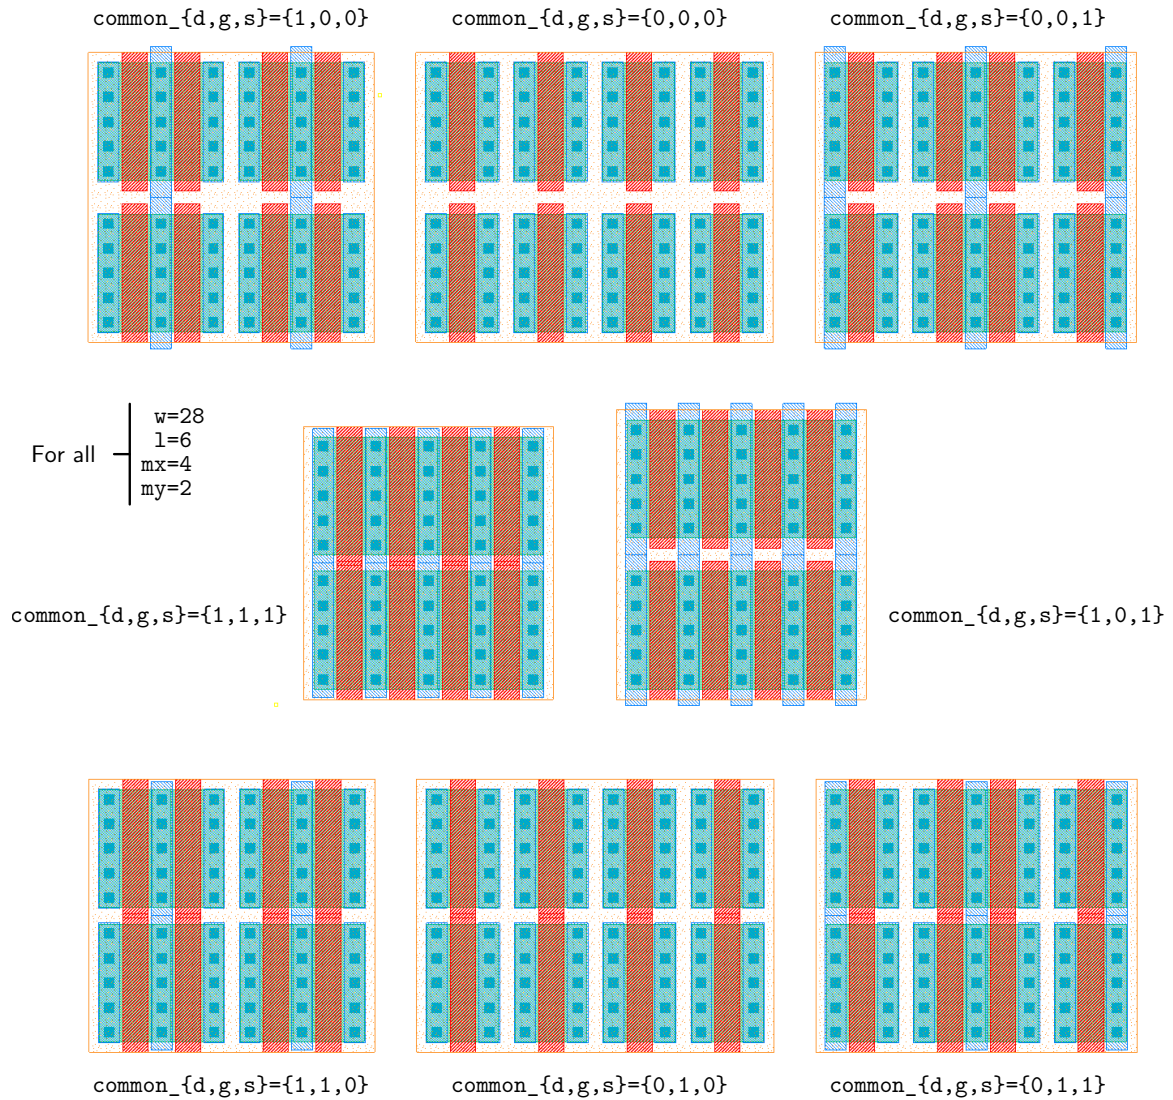 common_{d,g,s}={1,0,0}
common_{d,g,s}={0,0,0}
common_{d,g,s}={0,0,1}
For all
w=28
l=6
mx=4
my=2
common_{d,g,s}={1,1,1}
common_{d,g,s}={1,0,1}
common_{d,g,s}={1,1,0}
common_{d,g,s}={0,1,0}
common_{d,g,s}={0,1,1}